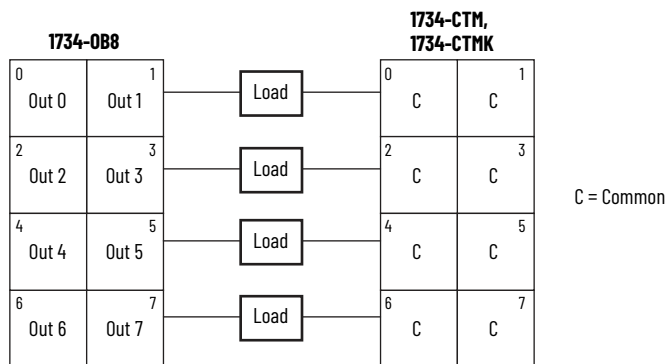 1734-OB8
1734-CTM,
1734-CTMK
0 1 Load 0 1
Out 0 Out 1 C C
2 3 Load 2 3
Out 2 Out 3 C C
C = Common
4 5 Load 4 5
Out 4 Out 5 C C
6 7 Load 6 7
Out 6 Out 7 C C